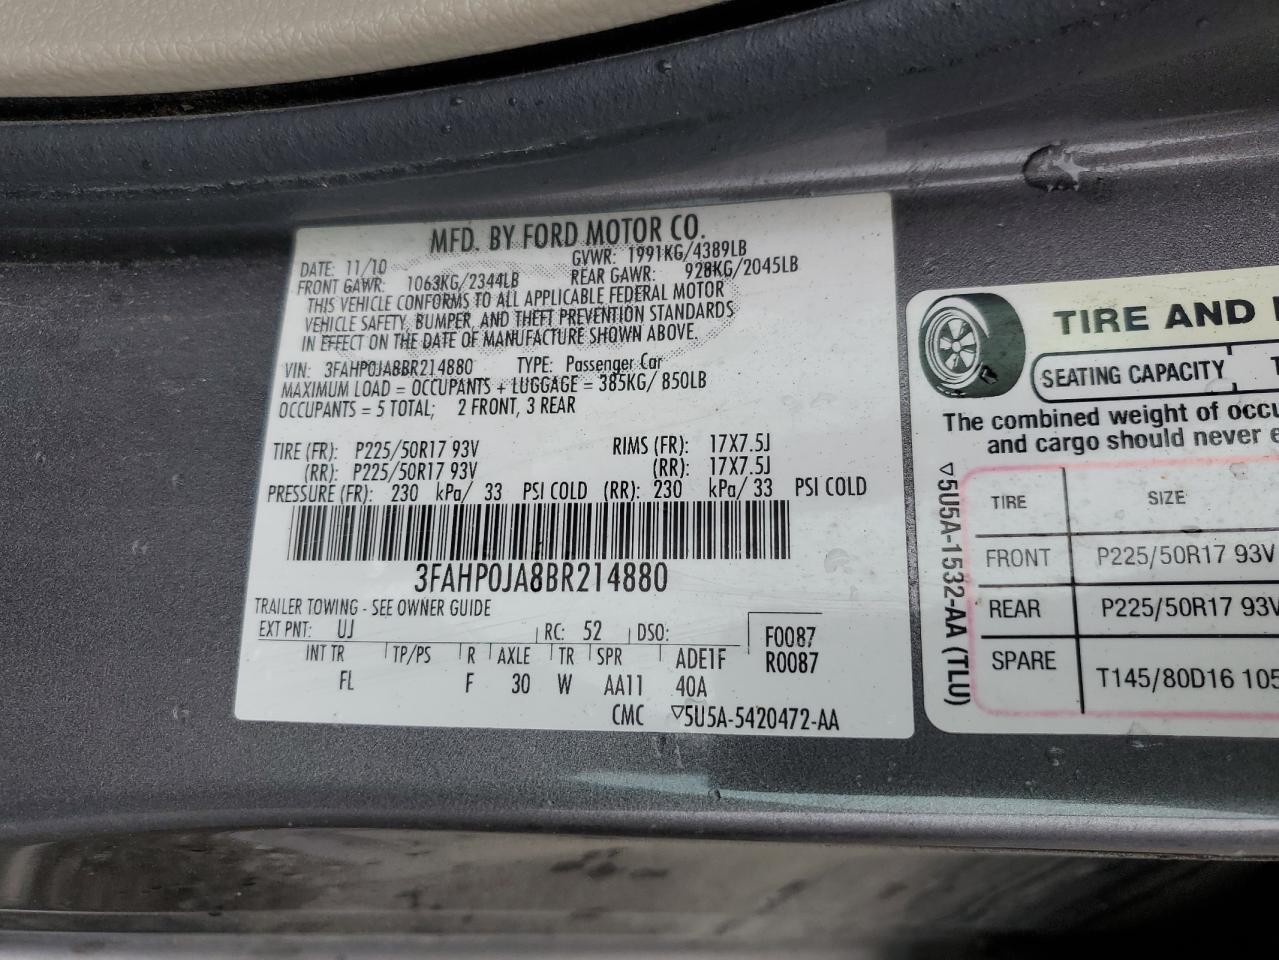 MFD. BY FORD MOTOR CO.
DATE: 11/10 GVWR: 1991KG/4389LB
FRONT GAWR: 1063KG/2344LB REAR GAWR: 928KG/2045LB
THIS VEHICLE CONFORMS TO ALL APPLICABLE FEDERAL MOTOR
VEHICLE SAFETY, BUMPER, AND THEFT PREVENTION STANDARDS
IN EFFECT ON THE DATE OF MANUFACTURE SHOWN ABOVE.
VIN: 3FAHP0JA8BR214880 TYPE: Passenger Car
MAXIMUM LOAD = OCCUPANTS + LUGGAGE = 385KG/850LB
OCCUPANTS = 5 TOTAL; 2 FRONT, 3 REAR
TIRE (FR): P225/50R17 93V RIMS (FR): 17X7.5J
(RR): P225/50R17 93V (RR): 17X7.5J
PRESSURE (FR): 230 kPa/ 33 PSI COLD (RR): 230 kPa/ 33 PSI COLD
3FAHP0JA8BR214880
TRAILER TOWING - SEE OWNER GUIDE
EXT PNT: UJ RC: 52 DSO: F0087
INT TR TP/PS R AXLE TR SPR ADE1F R0087
FL F 30 W AA11 40A
CMC ▽5U5A-5420472-AA
TIRE AND
SEATING CAPACITY
The combined weight of occu
and cargo should never e
▽5U5A-1532-AA (TLU)
TIRE SIZE
FRONT P225/50R17 93V
REAR P225/50R17 93V
SPARE T145/80D16 105